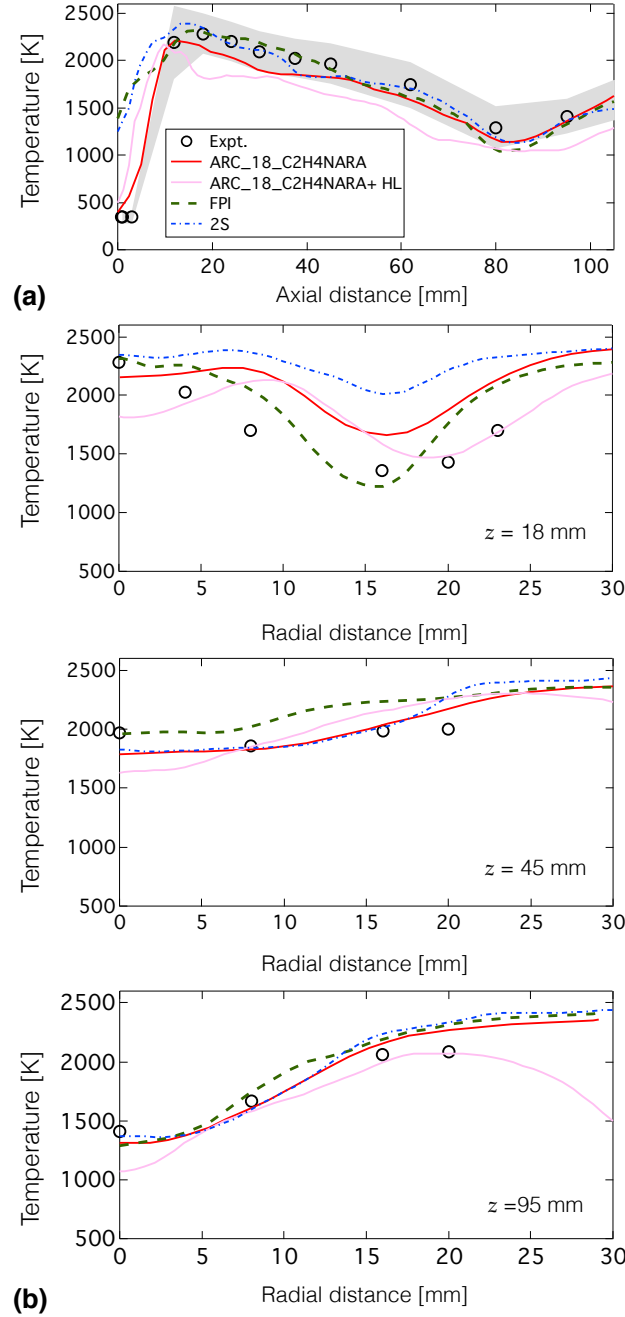 Temperature [K]
2500
2000
1500
1000
500
0
Expt.
ARC_18_C2H4NARA
ARC_18_C2H4NARA+ HL
FPI
2S
0
20
40
60
80
100
(a)
Axial distance [mm]
Temperature [K]
2500
2000
1500
1000
500
z = 18 mm
0
5
10
15
20
25
30
Radial distance [mm]
Temperature [K]
2500
2000
1500
1000
500
z = 45 mm
0
5
10
15
20
25
30
Radial distance [mm]
Temperature [K]
2500
2000
1500
1000
500
z =95 mm
0
5
10
15
20
25
30
(b)
Radial distance [mm]